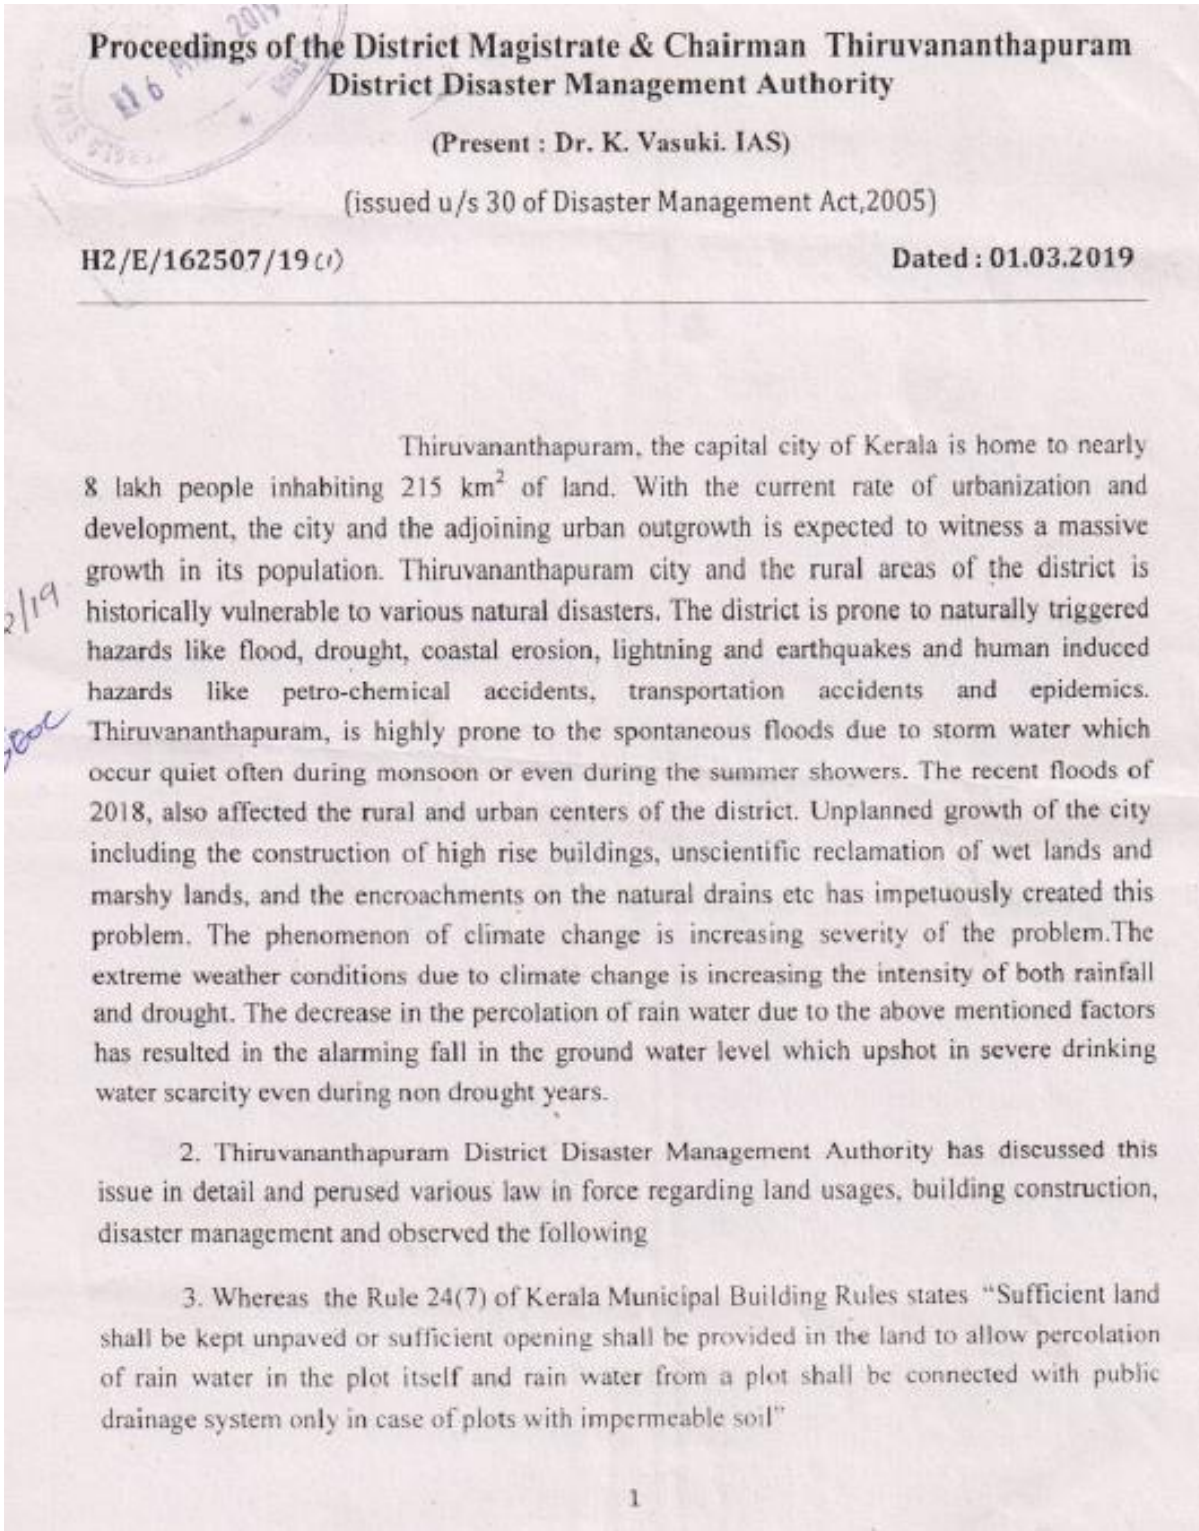 2019
16
Proceedings of the District Magistrate & Chairman Thiruvananthapuram
District Disaster Management Authority
(Present : Dr. K. Vasuki. IAS)
(issued u/s 30 of Disaster Management Act,2005)
H2/E/162507/19 (1)
Dated : 01.03.2019
Thiruvananthapuram, the capital city of Kerala is home to nearly
8 lakh people inhabiting 215 km² of land. With the current rate of urbanization and
development, the city and the adjoining urban outgrowth is expected to witness a massive
growth in its population. Thiruvananthapuram city and the rural areas of the district is
historically vulnerable to various natural disasters. The district is prone to naturally triggered
hazards like flood, drought, coastal erosion, lightning and earthquakes and human induced
hazards like petro-chemical accidents, transportation accidents and epidemics.
Thiruvananthapuram, is highly prone to the spontaneous floods due to storm water which
occur quiet often during monsoon or even during the summer showers. The recent floods of
2018, also affected the rural and urban centers of the district. Unplanned growth of the city
including the construction of high rise buildings, unscientific reclamation of wet lands and
marshy lands, and the encroachments on the natural drains etc has impetuously created this
problem. The phenomenon of climate change is increasing severity of the problem.The
extreme weather conditions due to climate change is increasing the intensity of both rainfall
and drought. The decrease in the percolation of rain water due to the above mentioned factors
has resulted in the alarming fall in the ground water level which upshot in severe drinking
water scarcity even during non drought years.
2. Thiruvananthapuram District Disaster Management Authority has discussed this
issue in detail and perused various law in force regarding land usages, building construction,
disaster management and observed the following
3. Whereas the Rule 24(7) of Kerala Municipal Building Rules states “Sufficient land
shall be kept unpaved or sufficient opening shall be provided in the land to allow percolation
of rain water in the plot itself and rain water from a plot shall be connected with public
drainage system only in case of plots with impermeable soil”
1